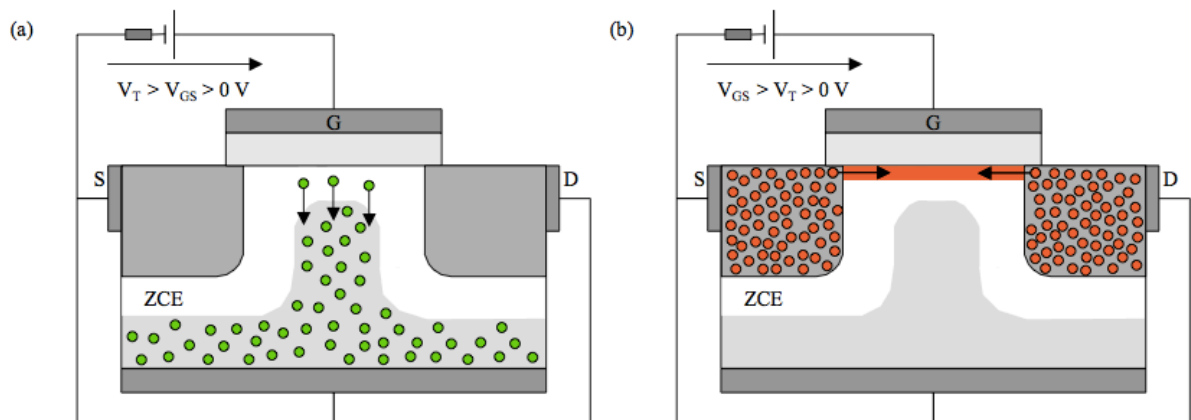 (a)
V_T > V_GS > 0 V
G
S
D
ZCE
(b)
V_GS > V_T > 0 V
G
S
D
ZCE